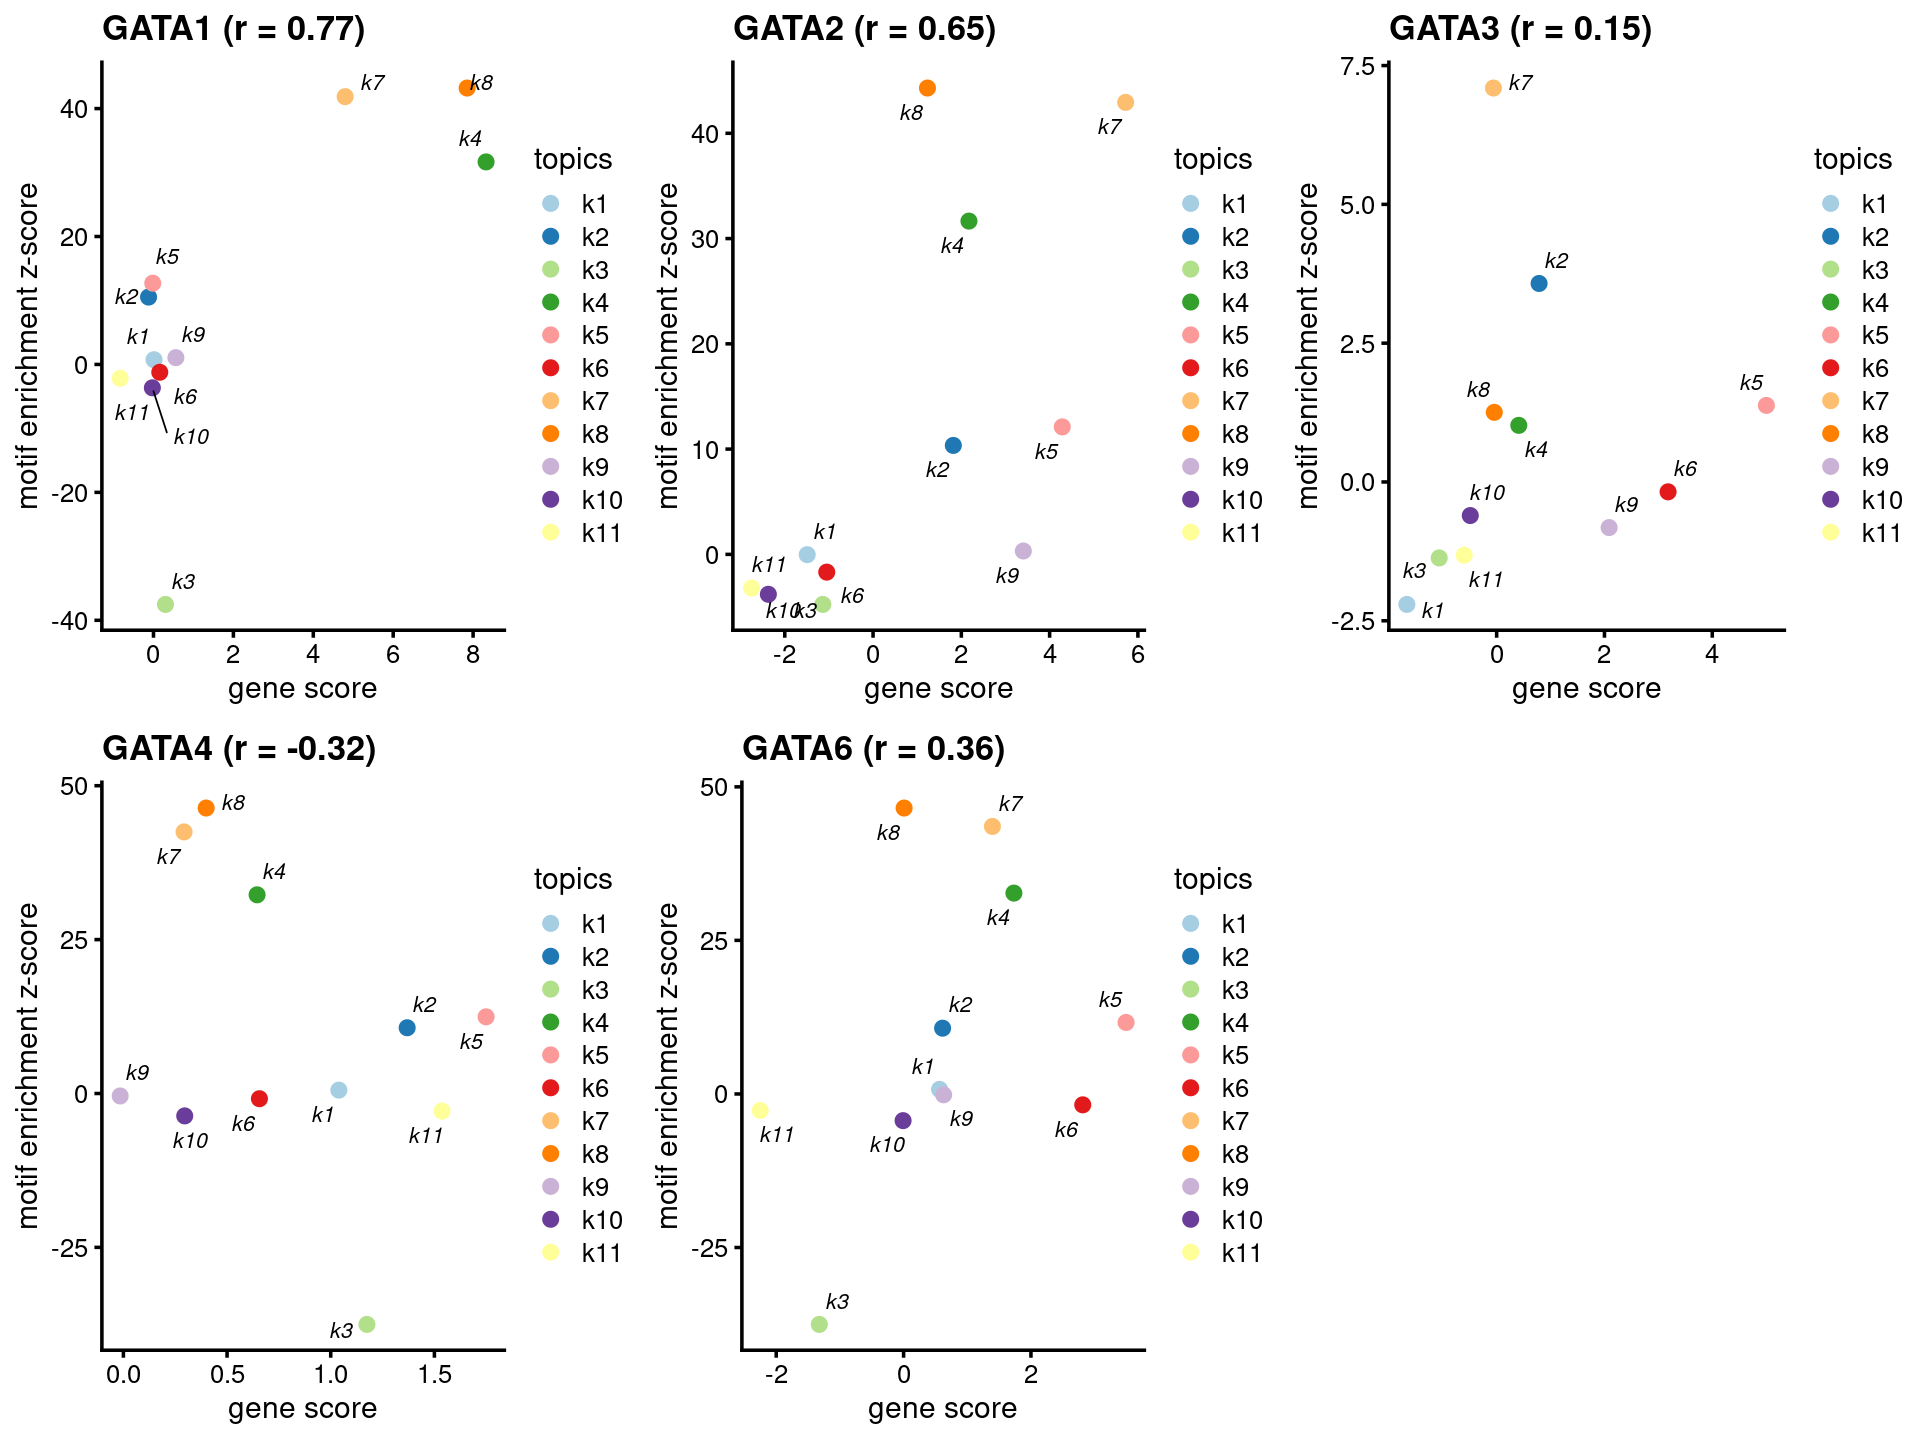 GATA1 (r = 0.77)
motif enrichment z-score
40
20
0
-20
-40
k7
k8
k4
k5
k2
k1
k9
k6
k11
k10
k3
0 2 4 6 8
gene score
topics
k1
k2
k3
k4
k5
k6
k7
k8
k9
k10
k11
GATA2 (r = 0.65)
motif enrichment z-score
40
30
20
10
0
k8
k7
k4
k2
k5
k1
k11
k9
k6
k10
k3
-2 0 2 4 6
gene score
topics
k1
k2
k3
k4
k5
k6
k7
k8
k9
k10
k11
GATA3 (r = 0.15)
motif enrichment z-score
7.5
5.0
2.5
0.0
-2.5
k7
k2
k8
k5
k4
k6
k10
k9
k3
k11
k1
0 2 4
gene score
topics
k1
k2
k3
k4
k5
k6
k7
k8
k9
k10
k11
GATA4 (r = -0.32)
motif enrichment z-score
50
25
0
-25
k8
k7
k4
k2
k5
k9
k10
k6
k1
k11
k3
0.0 0.5 1.0 1.5
gene score
topics
k1
k2
k3
k4
k5
k6
k7
k8
k9
k10
k11
GATA6 (r = 0.36)
motif enrichment z-score
50
25
0
-25
k7
k8
k4
k5
k2
k1
k9
k6
k11
k10
k3
-2 0 2
gene score
topics
k1
k2
k3
k4
k5
k6
k7
k8
k9
k10
k11